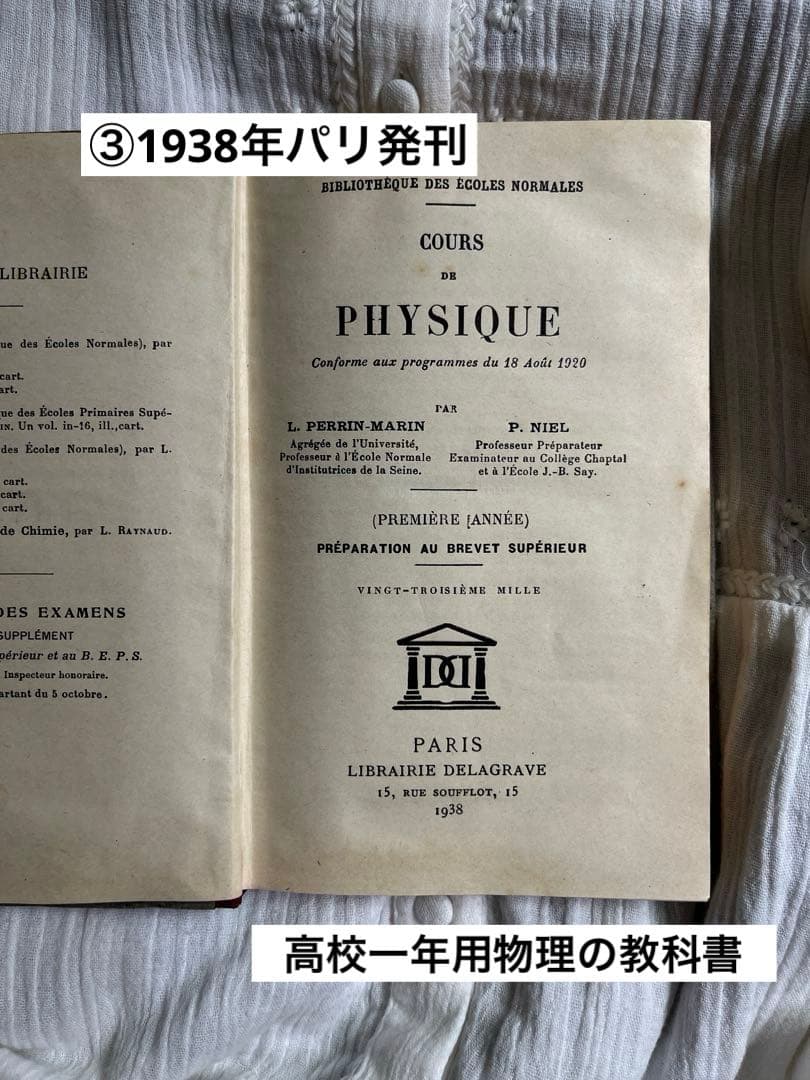 ③1938年パリ発刊
LIBRAIRIE
ue des Écoles Normales), par
cart.
art.
ue des Écoles Primaires Supé-
IN. Un vol. in-16, ill., cart.
des Écoles Normales), par L.
cart.
cart.
cart.
de Chimie, par L. RAYNAUD.
DES EXAMENS
SUPPLÉMENT
périeur et au B. E. P. S.
Inspecteur honoraire.
artant du 5 octobre.
BIBLIOTHÈQUE DES ÉCOLES NORMALES
COURS
DE
PHYSIQUE
Conforme aux programmes du 18 Août 1920
PAR
L. PERRIN-MARIN
Agrégée de l'Université,
Professeur à l'École Normale
d'Institutrices de la Seine.
P. NIEL
Professeur Préparateur
Examinateur au Collège Chaptal
et à l'École J.-B. Say.
(PREMIÈRE [ANNÉE)
PRÉPARATION AU BREVET SUPÉRIEUR
VINGT-TROISIÈME MILLE
PARIS
LIBRAIRIE DELAGRAVE
15, RUE SOUFFLOT, 15
1938
高校一年用物理の教科書